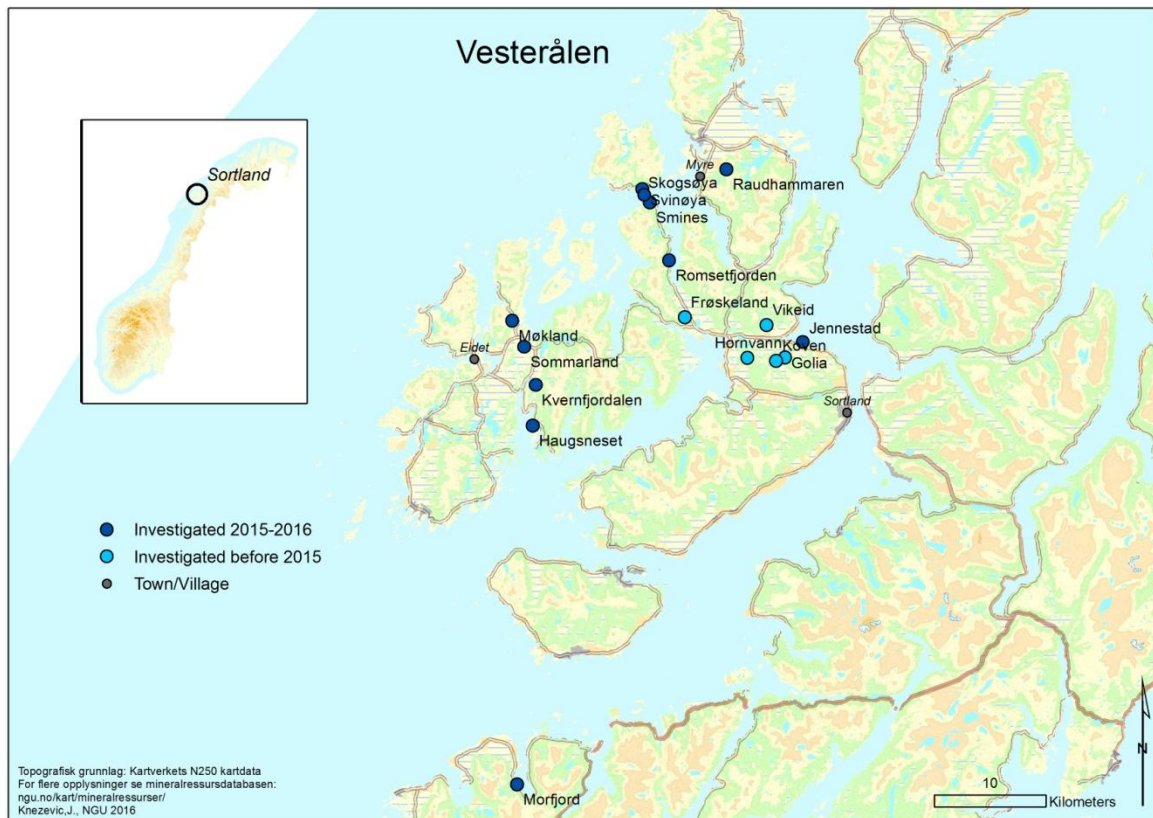 Vesterålen
Sortland
Myre
Skogsøya
Raudhammaren
Svinøya
Smines
Romsetfjorden
Frøskeland
Vikeid
Møkland
Jennestad
Hornvann
Koven
Eidet
Sommarland
Golia
Kvernfjordalen
Sortland
Haugsneset
Investigated 2015-2016
Investigated before 2015
Town/Village
N
Topografisk grunnlag: Kartverkets N250 kartdata
For flere opplysninger se mineralressursdatabasen:
ngu.no/kart/mineralressurser/
Knezevic,J., NGU 2016
Morfjord
10
Kilometers